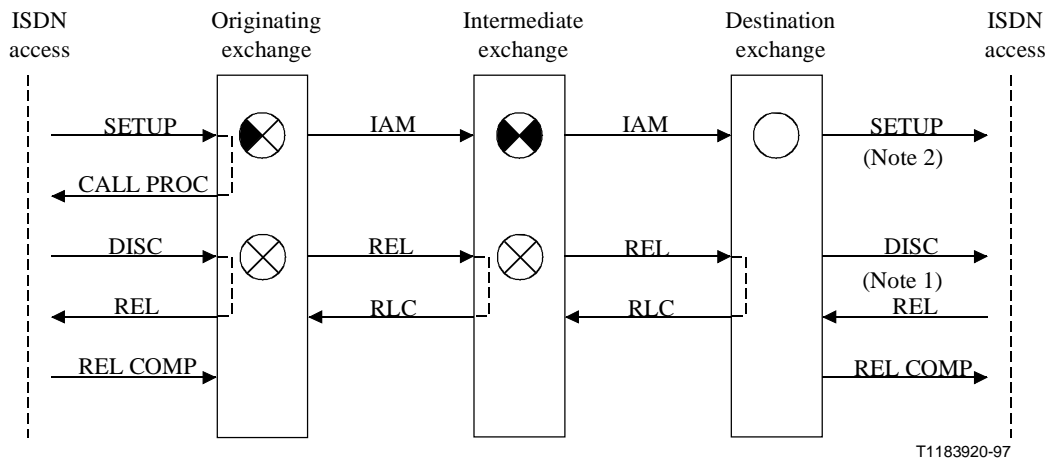 ISDN access
Originating exchange
Intermediate exchange
Destination exchange
ISDN access
SETUP
IAM
IAM
SETUP
(Note 2)
CALL PROC
DISC
REL
REL
DISC
(Note 1)
REL
RLC
RLC
REL
REL COMP
REL COMP
T1183920-97